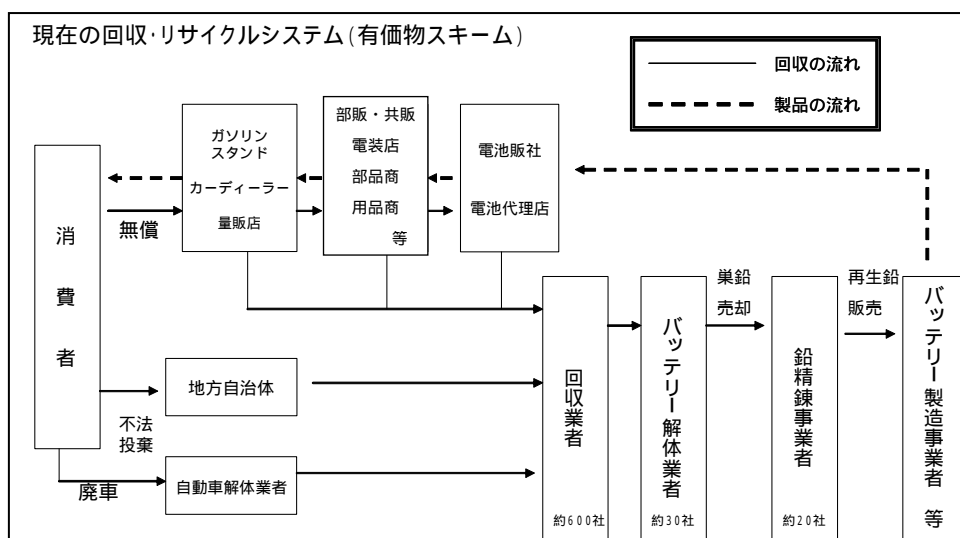 現在の回収･リサイクルシステム(有価物スキーム)
回収の流れ
製品の流れ
消費者
無償
ガソリン
スタンド
カーディーラー
量販店
部販・共販
電装店
部品商
用品商
等
電池販社
電池代理店
地方自治体
不法
投棄
廃車
自動車解体業者
回収業者
約600社
バッテリー解体業者
約30社
巣鉛
売却
鉛精錬事業者
約20社
再生鉛
販売
バッテリー製造事業者 等